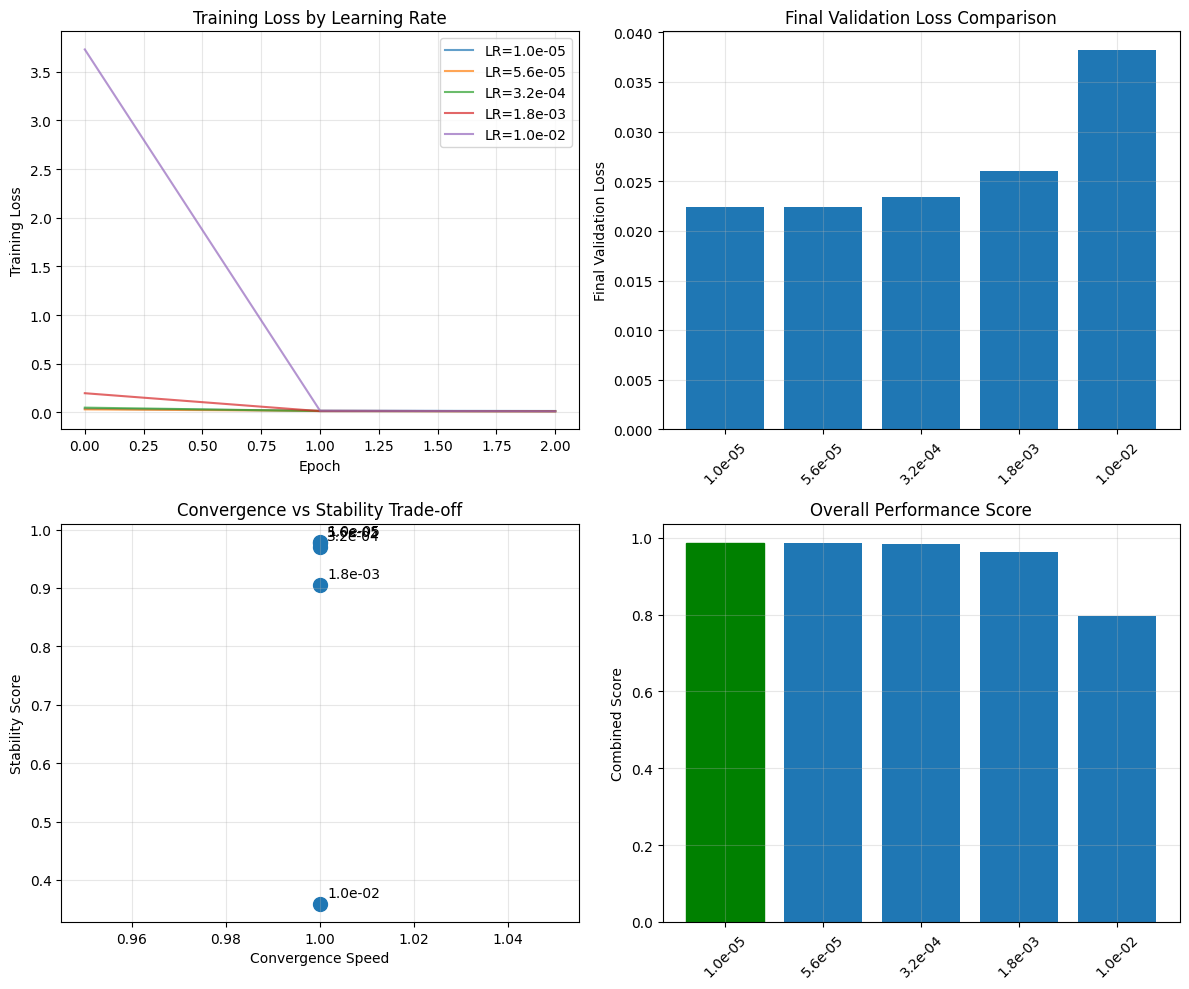 Training Loss by Learning Rate
Training Loss
3.5
3.0
2.5
2.0
1.5
1.0
0.5
0.0
LR=1.0e-05
LR=5.6e-05
LR=3.2e-04
LR=1.8e-03
LR=1.0e-02
0.00 0.25 0.50 0.75 1.00 1.25 1.50 1.75 2.00
Epoch
Final Validation Loss Comparison
Final Validation Loss
0.040
0.035
0.030
0.025
0.020
0.015
0.010
0.005
0.000
1.0e-05 5.6e-05 3.2e-04 1.8e-03 1.0e-02
Convergence vs Stability Trade-off
Stability Score
1.0
0.9
0.8
0.7
0.6
0.5
0.4
3.2e-04
1.8e-03
1.0e-02
0.96 0.98 1.00 1.02 1.04
Convergence Speed
Overall Performance Score
Combined Score
1.0
0.8
0.6
0.4
0.2
0.0
1.0e-05 5.6e-05 3.2e-04 1.8e-03 1.0e-02